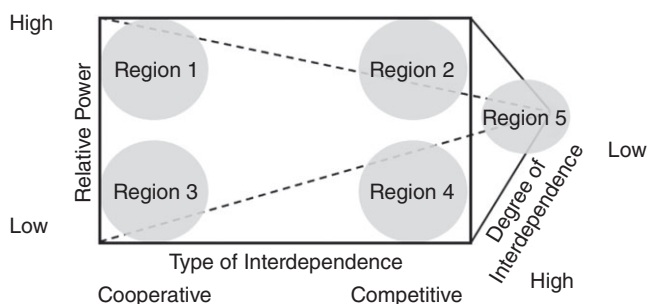 High
Region 1
Region 2
Region 5
Relative Power
Region 3
Region 4
Low
Low
Degree of
Interdependence
Type of Interdependence
High
Cooperative
Competitive